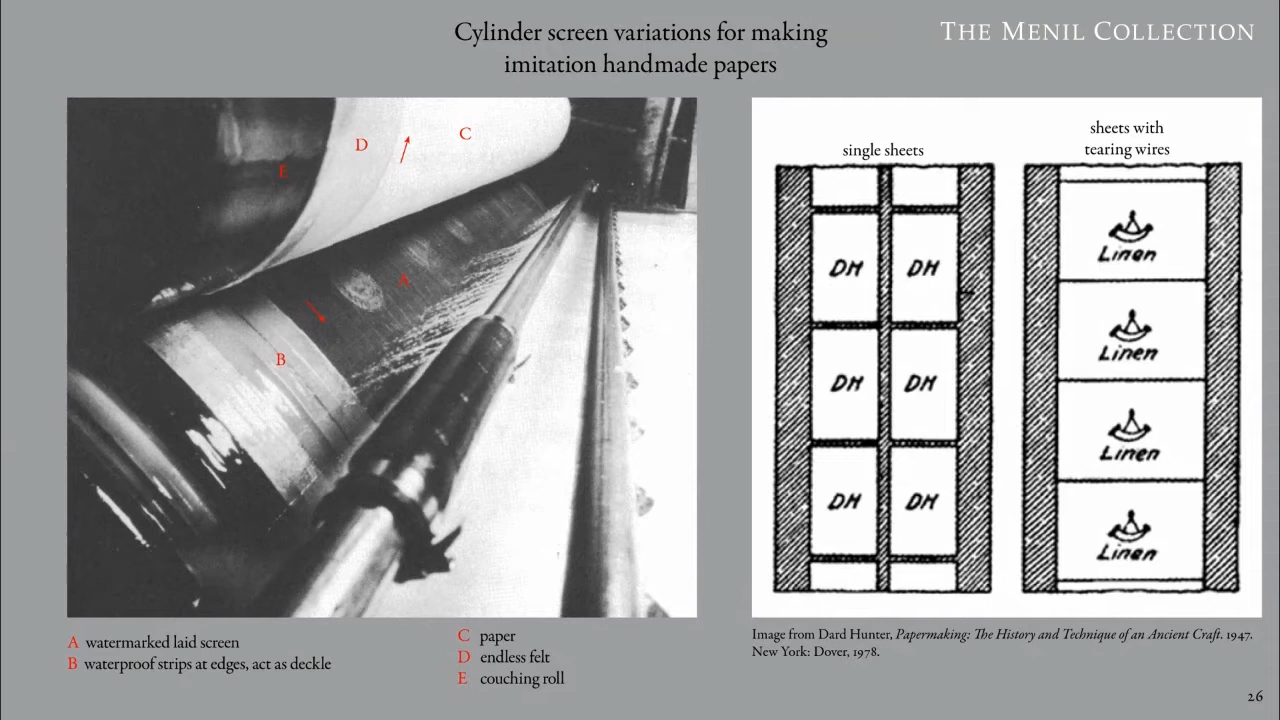 Cylinder screen variations for making
imitation handmade papers
THE MENIL COLLECTION
D
C
E
A
B
single sheets
sheets with
tearing wires
DH DH
DH DH
DH DH
Linen
Linen
Linen
Linen
A watermarked laid screen
B waterproof strips at edges, act as deckle
C paper
D endless felt
E couching roll
Image from Dard Hunter, Papermaking: The History and Technique of an Ancient Craft. 1947.
New York: Dover, 1978.
26